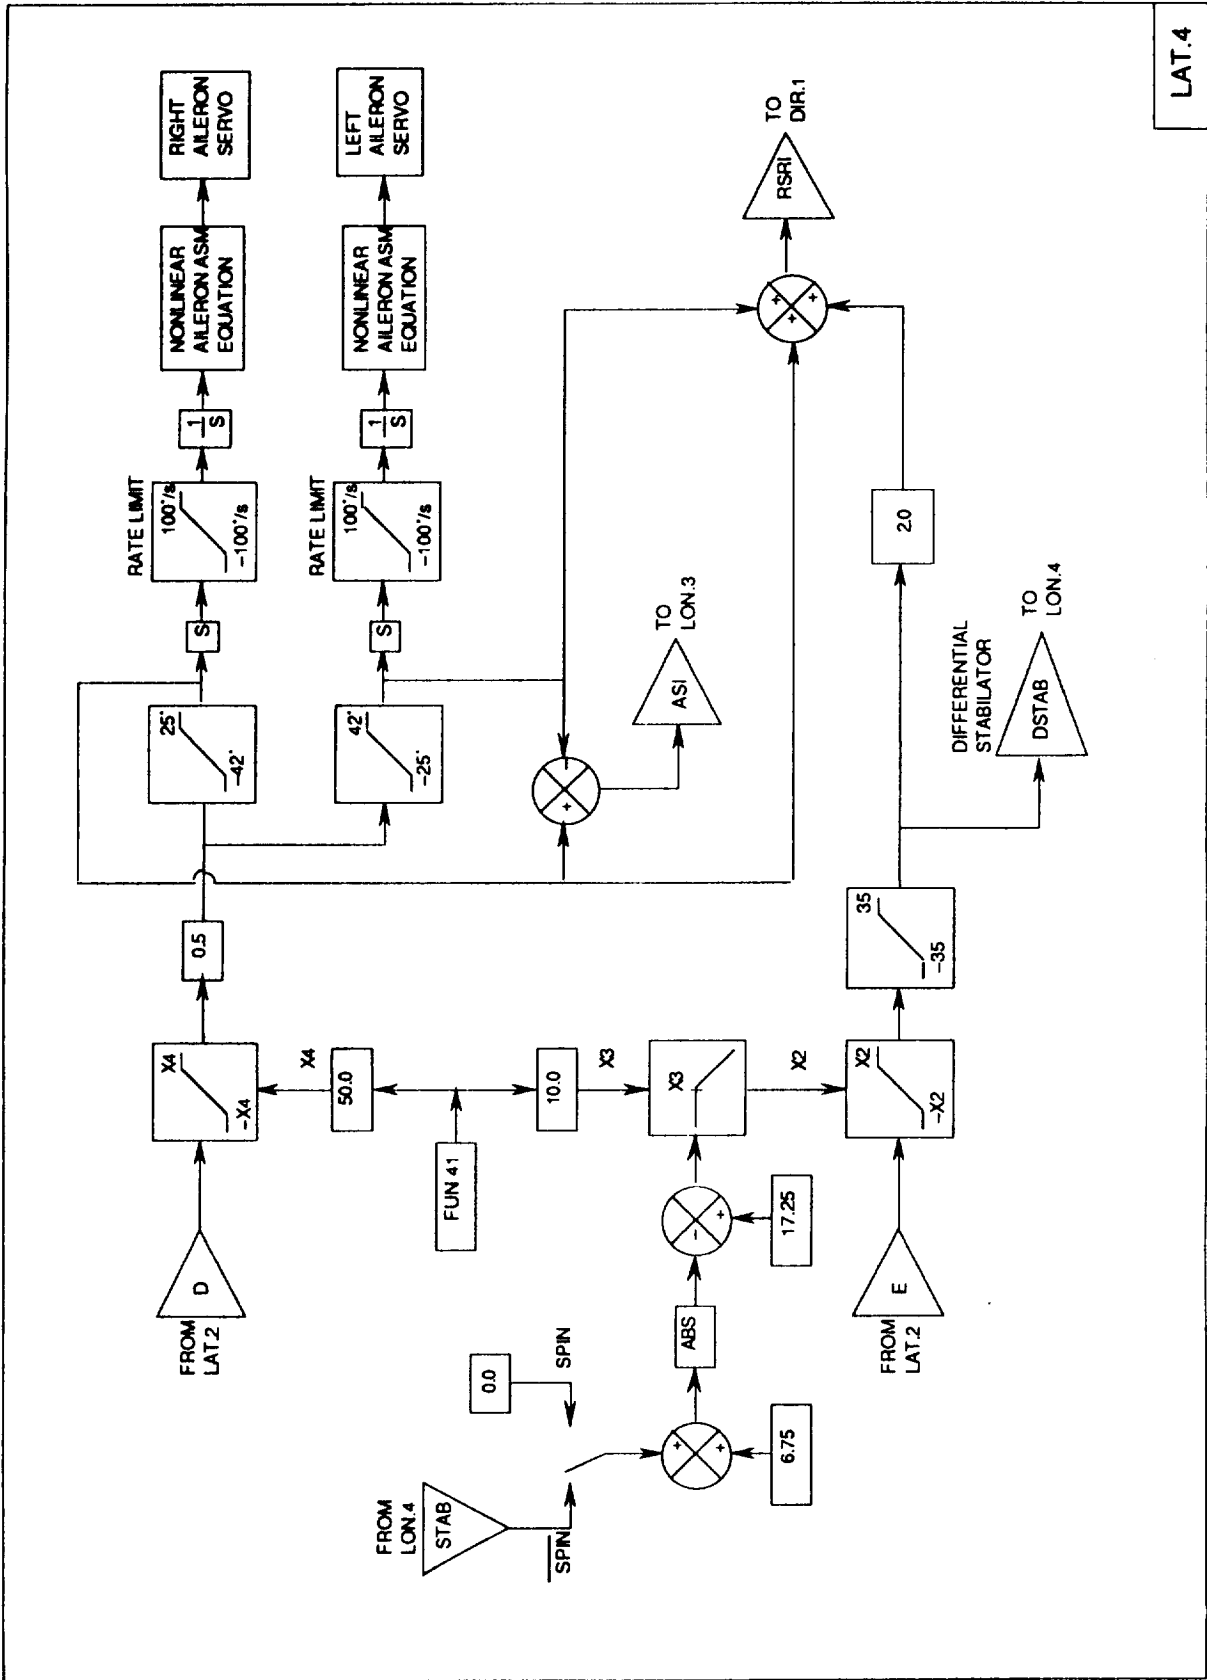 LAT.4
FROM
LAT.2
D
X4
-X4
0.5
25°
-42°
S
RATE LIMIT
100°/s
-100°/s
1
S
NONLINEAR
AILERON ASM
EQUATION
RIGHT
AILERON
SERVO
42°
-25°
S
RATE LIMIT
100°/s
-100°/s
1
S
NONLINEAR
AILERON ASM
EQUATION
LEFT
AILERON
SERVO
X4
50.0
FUN 41
10.0
X3
+
-
ASI
TO
LON.3
+
+
+
RSRI
TO
DIR.1
FROM
LON.4
STAB
SPIN
0.0
SPIN
+
+
6.75
ABS
-
+
17.25
X3
X2
FROM
LAT.2
E
X2
-X2
35
-35
2.0
DIFFERENTIAL
STABILATOR
DSTAB
TO
LON.4